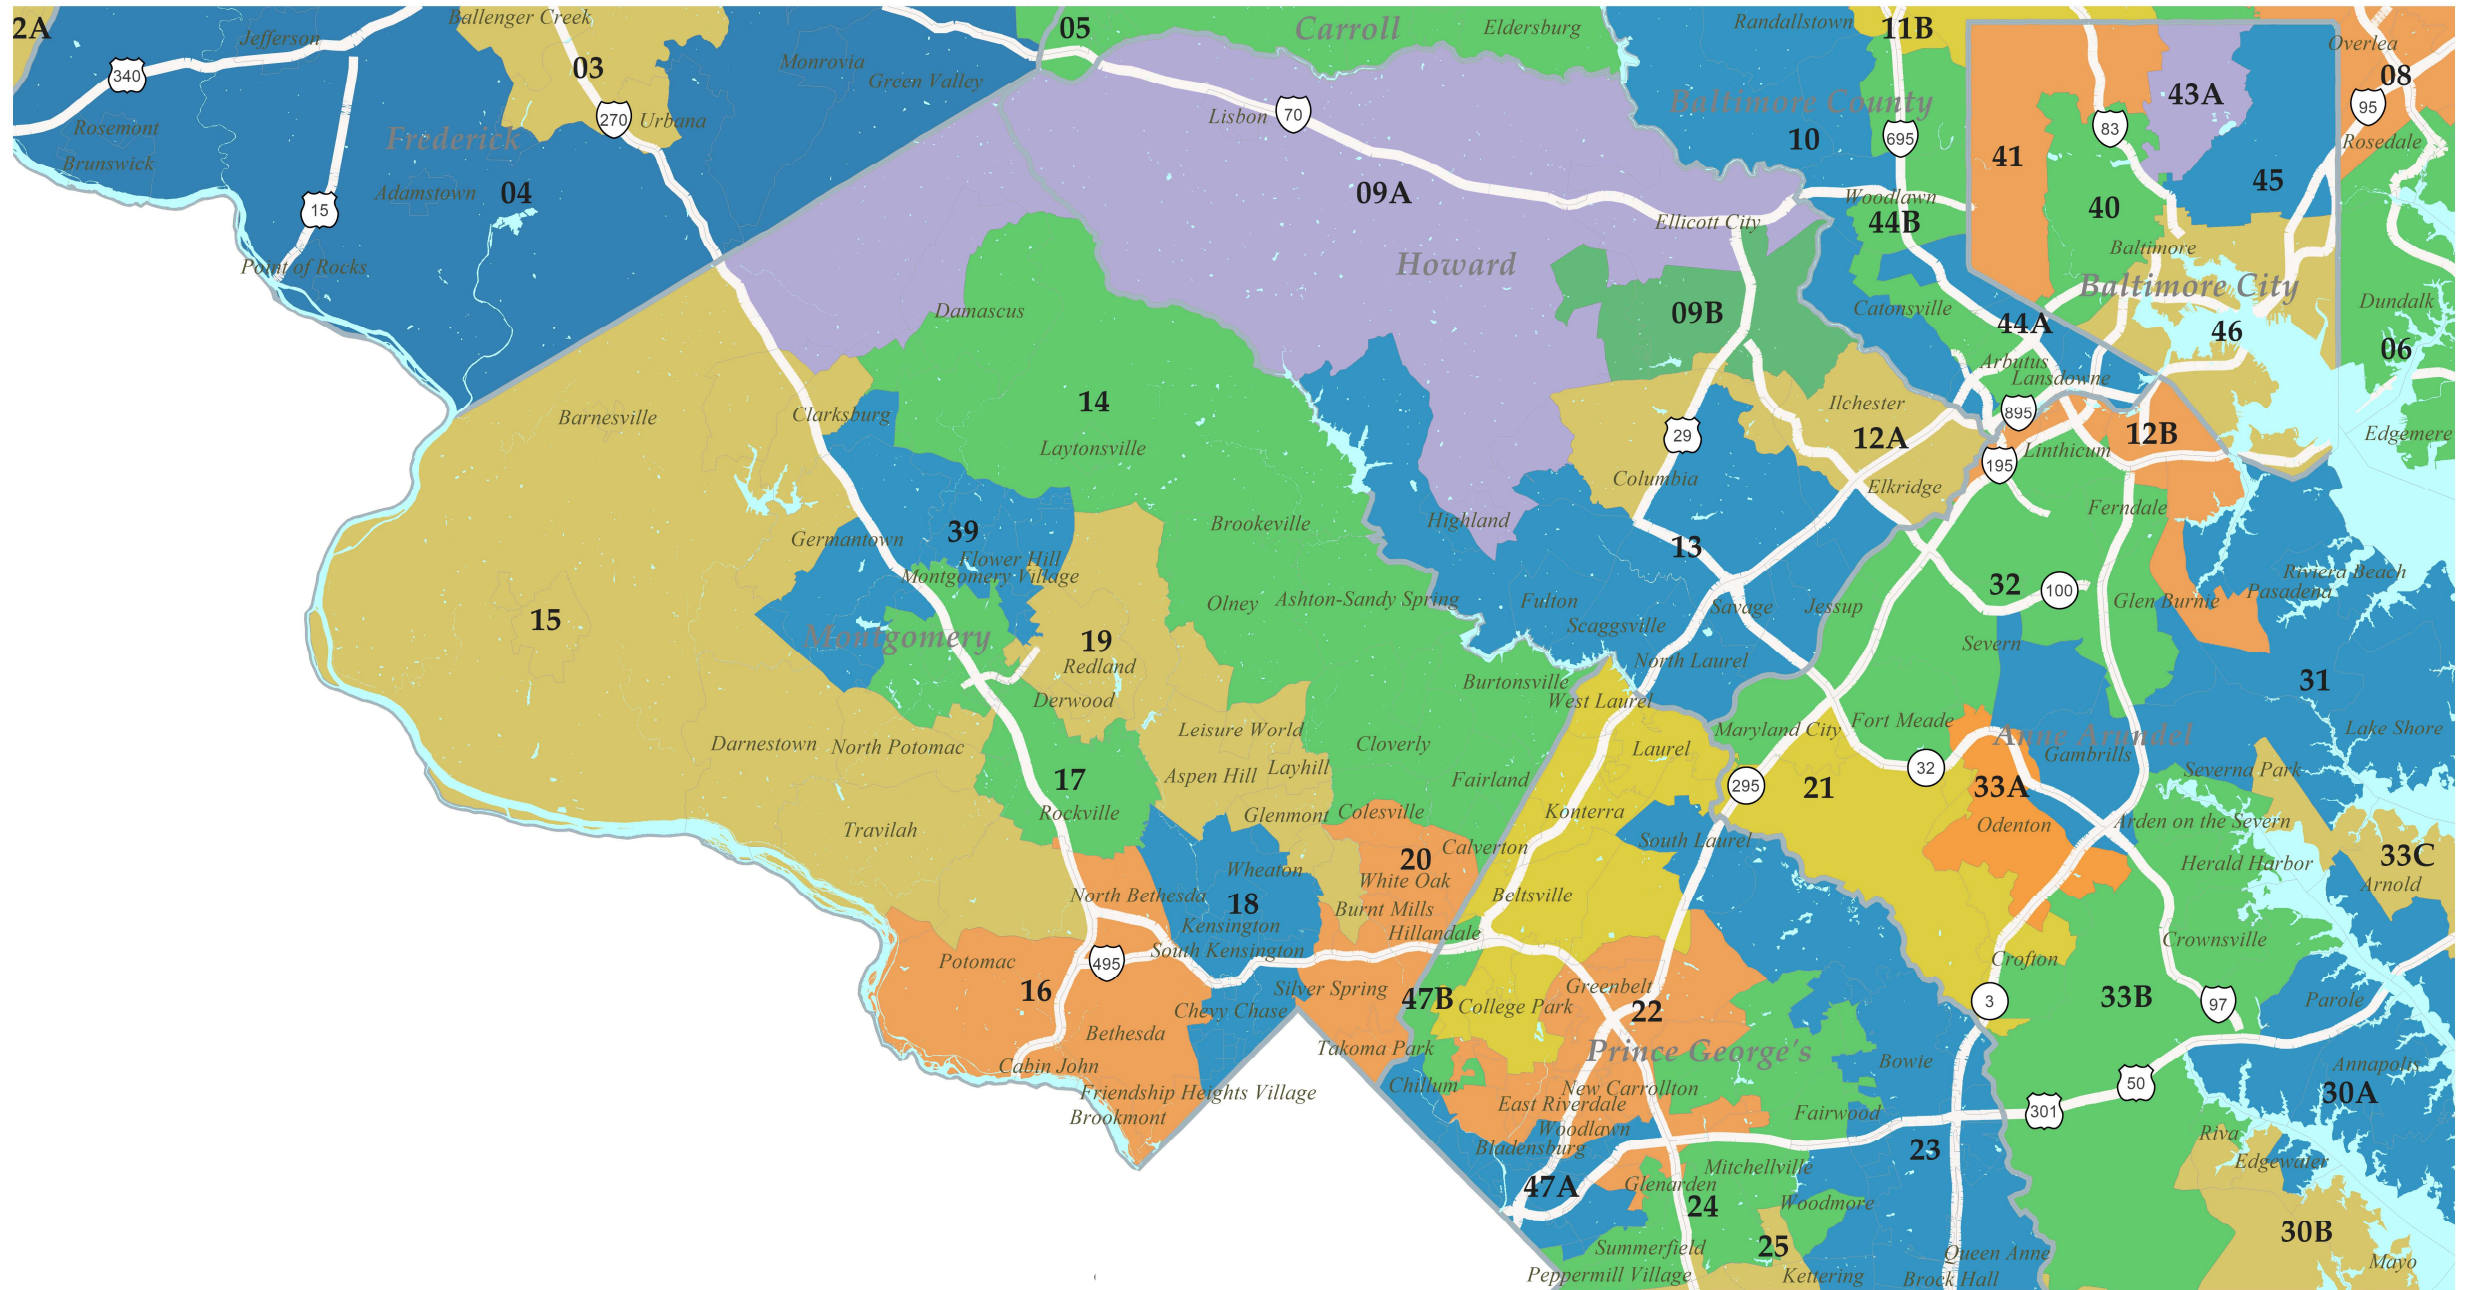 2A
Ballenger Creek
05
Carroll
Eldersburg
Randallstown
11B
Jefferson
Overlea
340
03
Monrovia
Green Valley
08
43A
Baltimore County
95
Lisbon
70
270
Urbana
Rosemont
83
Frederick
10
695
Rosedale
Brunswick
41
Adamstown
04
09A
45
15
Woodlawn
40
Ellicott City
44B
Baltimore
Point of Rocks
Howard
Baltimore City
Damascus
09B
Catonsville
Dundalk
44A
46
06
Arbutus
Lansdowne
14
Barnesville
Clarksburg
Ilchester
895
Laytonsville
29
12A
12B
Edgemere
Linthicum
195
Columbia
Elkridge
Ferndale
Highland
Brookeville
39
Germantown
13
Flower Hill
Montgomery Village
Riviera Beach
32
100
Pasadena
Olney
Ashton-Sandy Spring
Fulton
Savage
Jessup
Glen Burnie
15
Scaggsville
Montgomery
19
Severn
Redland
North Laurel
Burtonsville
31
Derwood
West Laurel
Leisure World
Maryland City
Fort Meade
Lake Shore
Anne Arundel
Darnestown
North Potomac
Cloverly
Laurel
Gambrills
Aspen Hill
Layhill
32
Severna Park
17
Fairland
295
21
33A
Rockville
Glenmont
Colesville
Konterra
Odenton
Arden on the Severn
Travilah
South Laurel
Calverton
20
33C
Wheaton
Herald Harbor
White Oak
Arnold
North Bethesda
Beltsville
18
Burnt Mills
Kensington
Hillandale
South Kensington
Crownsville
Potomac
495
Crofton
16
Silver Spring
Greenbelt
47B
College Park
33B
3
97
Parole
Chevy Chase
22
Bethesda
Takoma Park
Prince George's
Bowie
Cabin John
Annapolis
Chillum
50
Friendship Heights Village
New Carrollton
30A
East Riverdale
301
Brookmont
Fairwood
Woodlawn
Riva
Bladensburg
23
Mitchellville
Edgewater
47A
Glenarden
24
Woodmore
30B
Summerfield
25
Queen Anne
Mayo
Peppermill Village
Kettering
Brock Hall